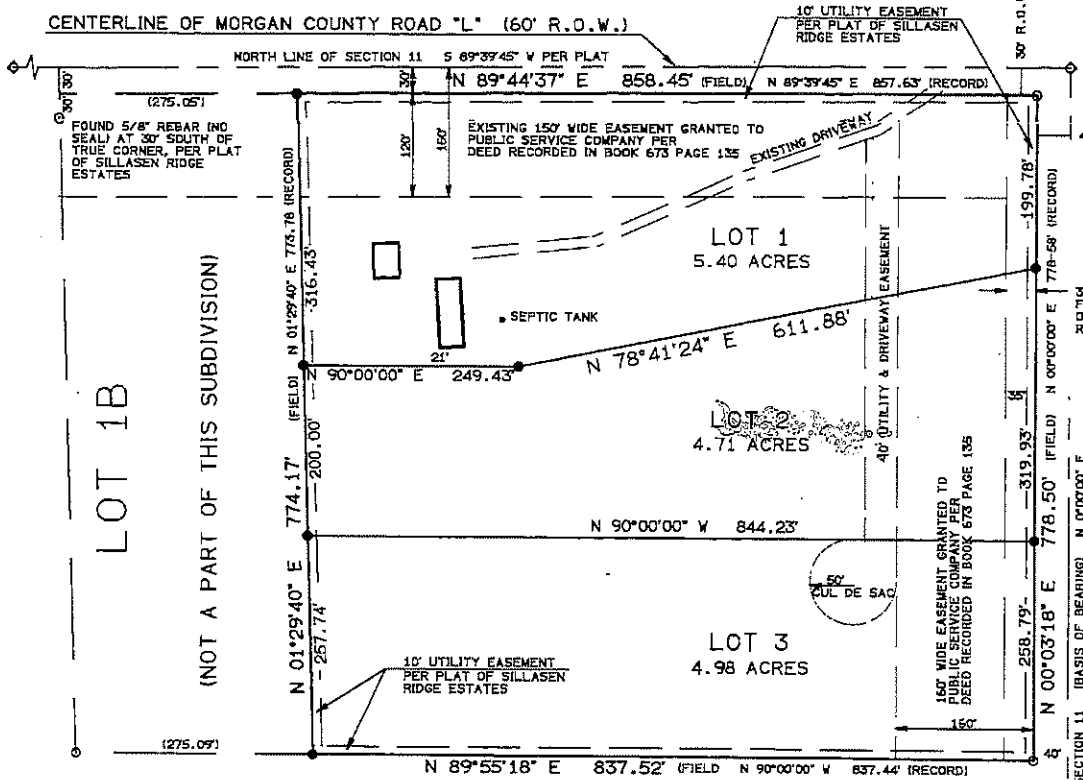 CENTERLINE OF MORGAN COUNTY ROAD "L" (60' R.O.W.)
10' UTILITY EASEMENT
PER PLAT OF SILLASEN
RIDGE ESTATES
30' R.O.
NORTH LINE OF SECTION 11 S 89°39'45" W PER PLAT
N 89°44'37" E 858.45' (FIELD) N 89°39'45" E 857.63' (RECORD)
30'
30'
30'
(275.05')
FOUND 5/8" REBAR (NO
SEAL) AT 30' SOUTH OF
TRUE CORNER, PER PLAT
OF SILLASEN RIDGE
ESTATES
120'
EXISTING 150' WIDE EASEMENT GRANTED TO
PUBLIC SERVICE COMPANY PER
DEED RECORDED IN BOOK 673 PAGE 135
EXISTING DRIVEWAY
LOT 1
5.40 ACRES
199.78'
(FIELD) N 01°29'40" E 773.78 (RECORD)
316.43'
SEPTIC TANK
21'
N 90°00'00" E 249.43'
N 78°41'24" E 611.88'
40' UTILITY & DRIVEWAY EASEMENT
LOT 1B
(NOT A PART OF THIS SUBDIVISION)
LOT 2
4.71 ACRES
N 01°29'40" E 774.17'
200.00'
319.93'
N 90°00'00" W 844.23'
50'
CUL DE SAC
160' WIDE EASEMENT GRANTED TO
PUBLIC SERVICE COMPANY PER
DEED RECORDED IN BOOK 673 PAGE 135
LOT 3
4.98 ACRES
257.74'
258.79'
N 00°03'18" E 778.50' (FIELD) N 00°00'00" E 778.58' (RECORD)
SECTION 11 (BASIS OF BEARING) N 0°00'00" E
10' UTILITY EASEMENT
PER PLAT OF SILLASEN
RIDGE ESTATES
160'
40'
(275.09')
N 89°55'18" E 837.52' (FIELD N 90°00'00" W 837.44' (RECORD)